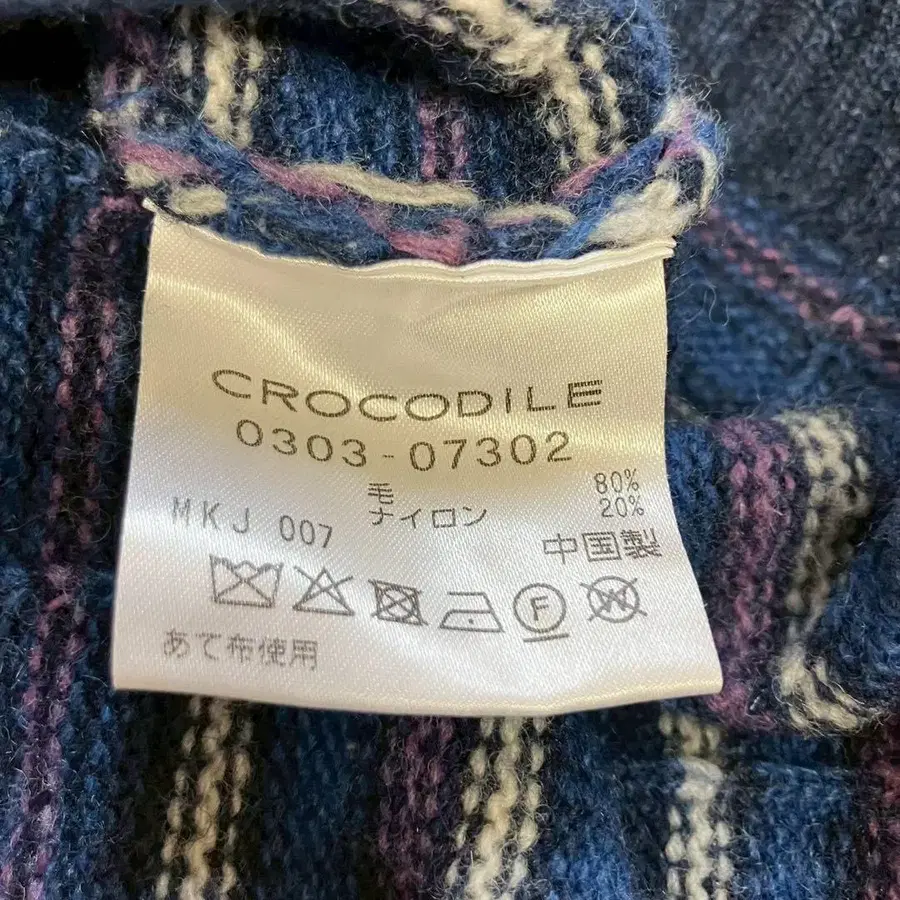 CROCODILE
0303-07302
毛 80%
ナイロン 20%
MKJ 007
中国製
F W
あて布使用